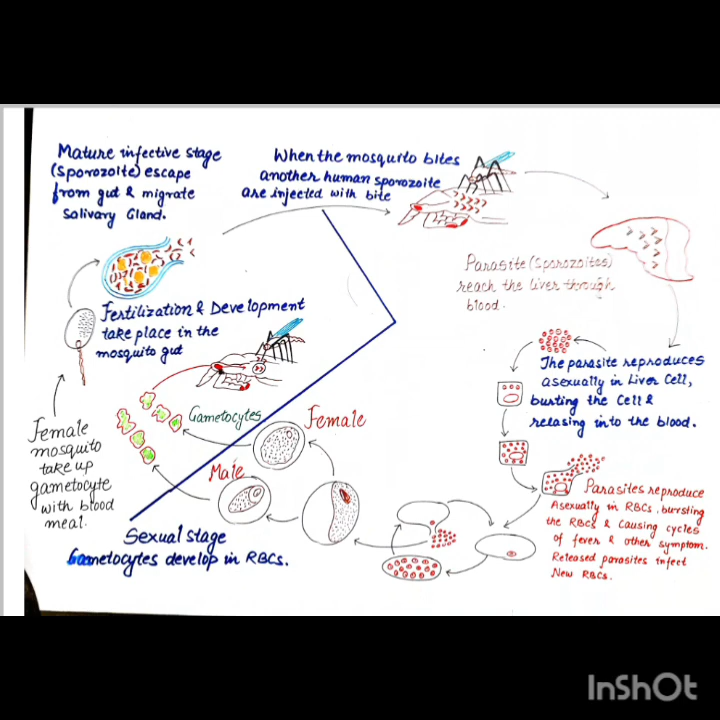 Mature infective stage
(Sporozoite) escape
from gut & migrate
Salivary Gland.
When the mosquito bites
another human sporozoite
are injected with bite
Parasite (Sporozoites)
reach the liver through
blood.
Fertilization & Development
take place in the
mosquito gut
The parasite reproduces
asexually in Liver Cell,
busting the Cell &
relasing into the blood.
Gametocytes
Female
Male
Female
mosquito
take up
gametocyte
with blood
meal.
Parasites reproduce
Asexually in RBCs, bursting
the RBCs & Causing cycles
of fever & other symptom.
Released parasites infect
New RBCs.
Sexual stage
Gametocytes develop in RBCs.
InShOt